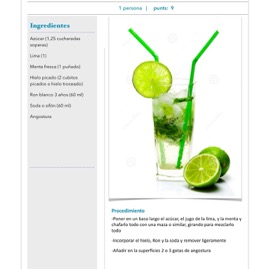 1 persona | punts: 9
Ingredientes
Azúcar (1,25 cucharadas
soperas)
Lima (1)
Menta fresca (1 puñado)
Hielo picado (2 cubitos
picados o hielo troceado)
Ron blanco 3 años (60 ml)
Soda o sifón (60 ml)
Angostura
Procedimiento
-Poner en un baso largo el azúcar, el jugo de la lima, y la menta y
chafarlo todo con una maza o similar, girando para mezclarlo
todo
-Incorporar el hielo, Ron y la soda y remover ligeramente
-Añadir en la superficies 2 o 3 gotas de angostura